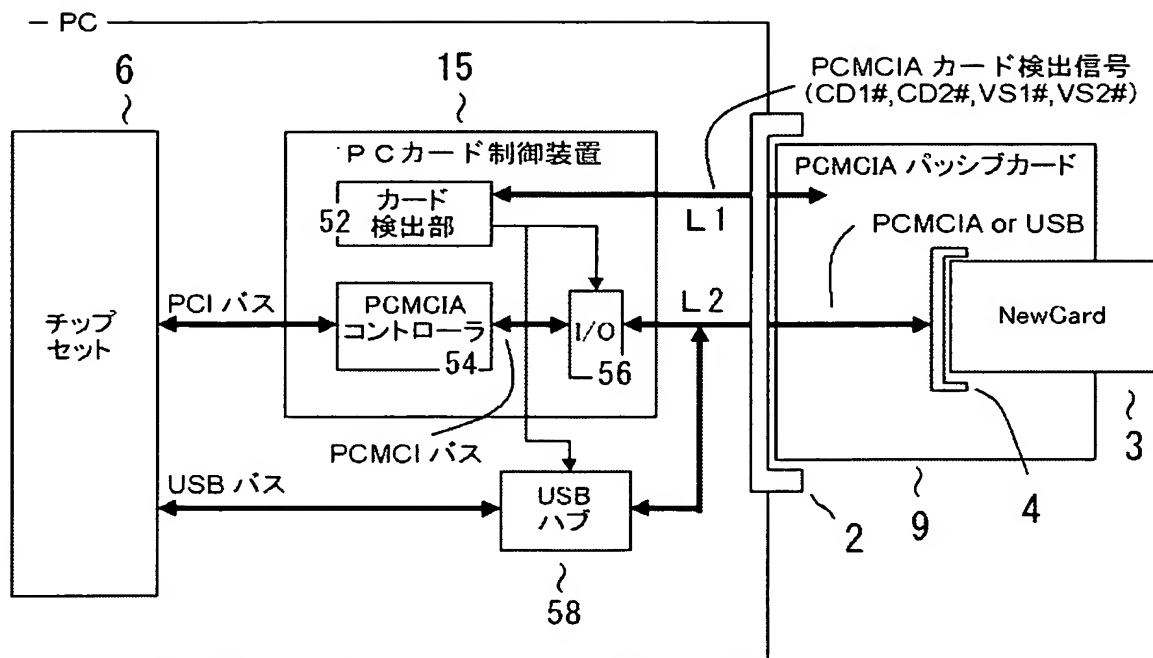 PC
6
15
PCMCIA カード検出信号
(CD1#,CD2#,VS1#,VS2#)
PCカード制御装置
PCMCIA パッシブカード
カード
検出部
52
L1
PCMCIA or USB
PCI バス
チップ
セット
PCMCIA
コントローラ
54
I/O
56
L2
NewCard
PCMCI バス
USB バス
USB
ハブ
58
2
9
4
3